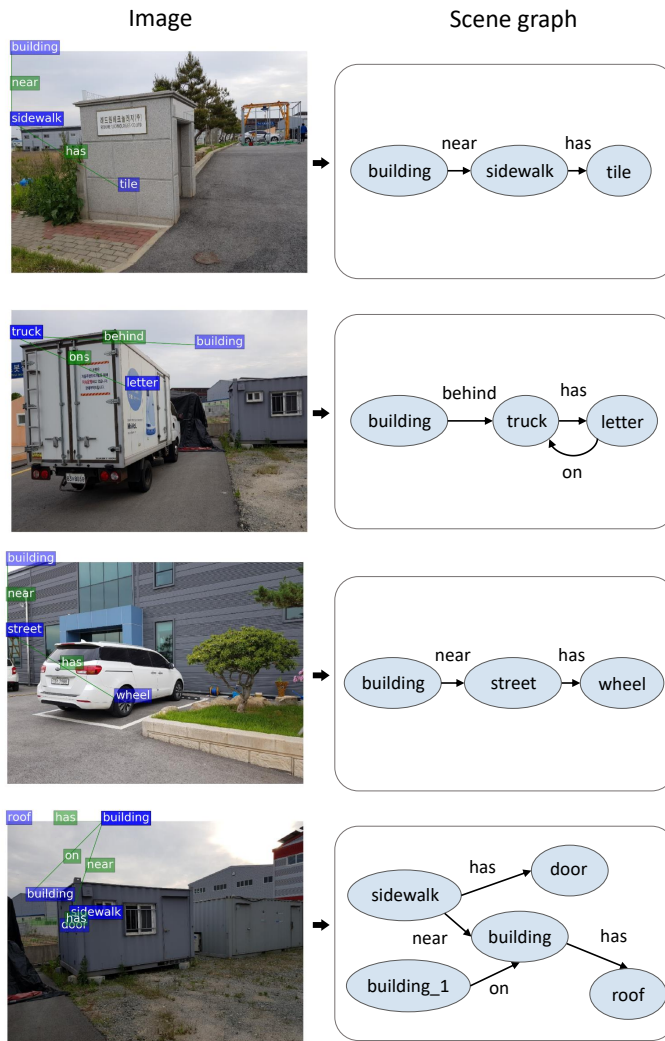 Image
Scene graph
building
near
sidewalk
has
tile
building
near
sidewalk
has
tile
truck
behind
building
on
letter
building
behind
truck
has
letter
on
building
near
street
has
wheel
building
near
street
has
wheel
roof
has
building
on
near
building
sidewalk
has
door
sidewalk
has
door
near
building
has
building_1
on
roof